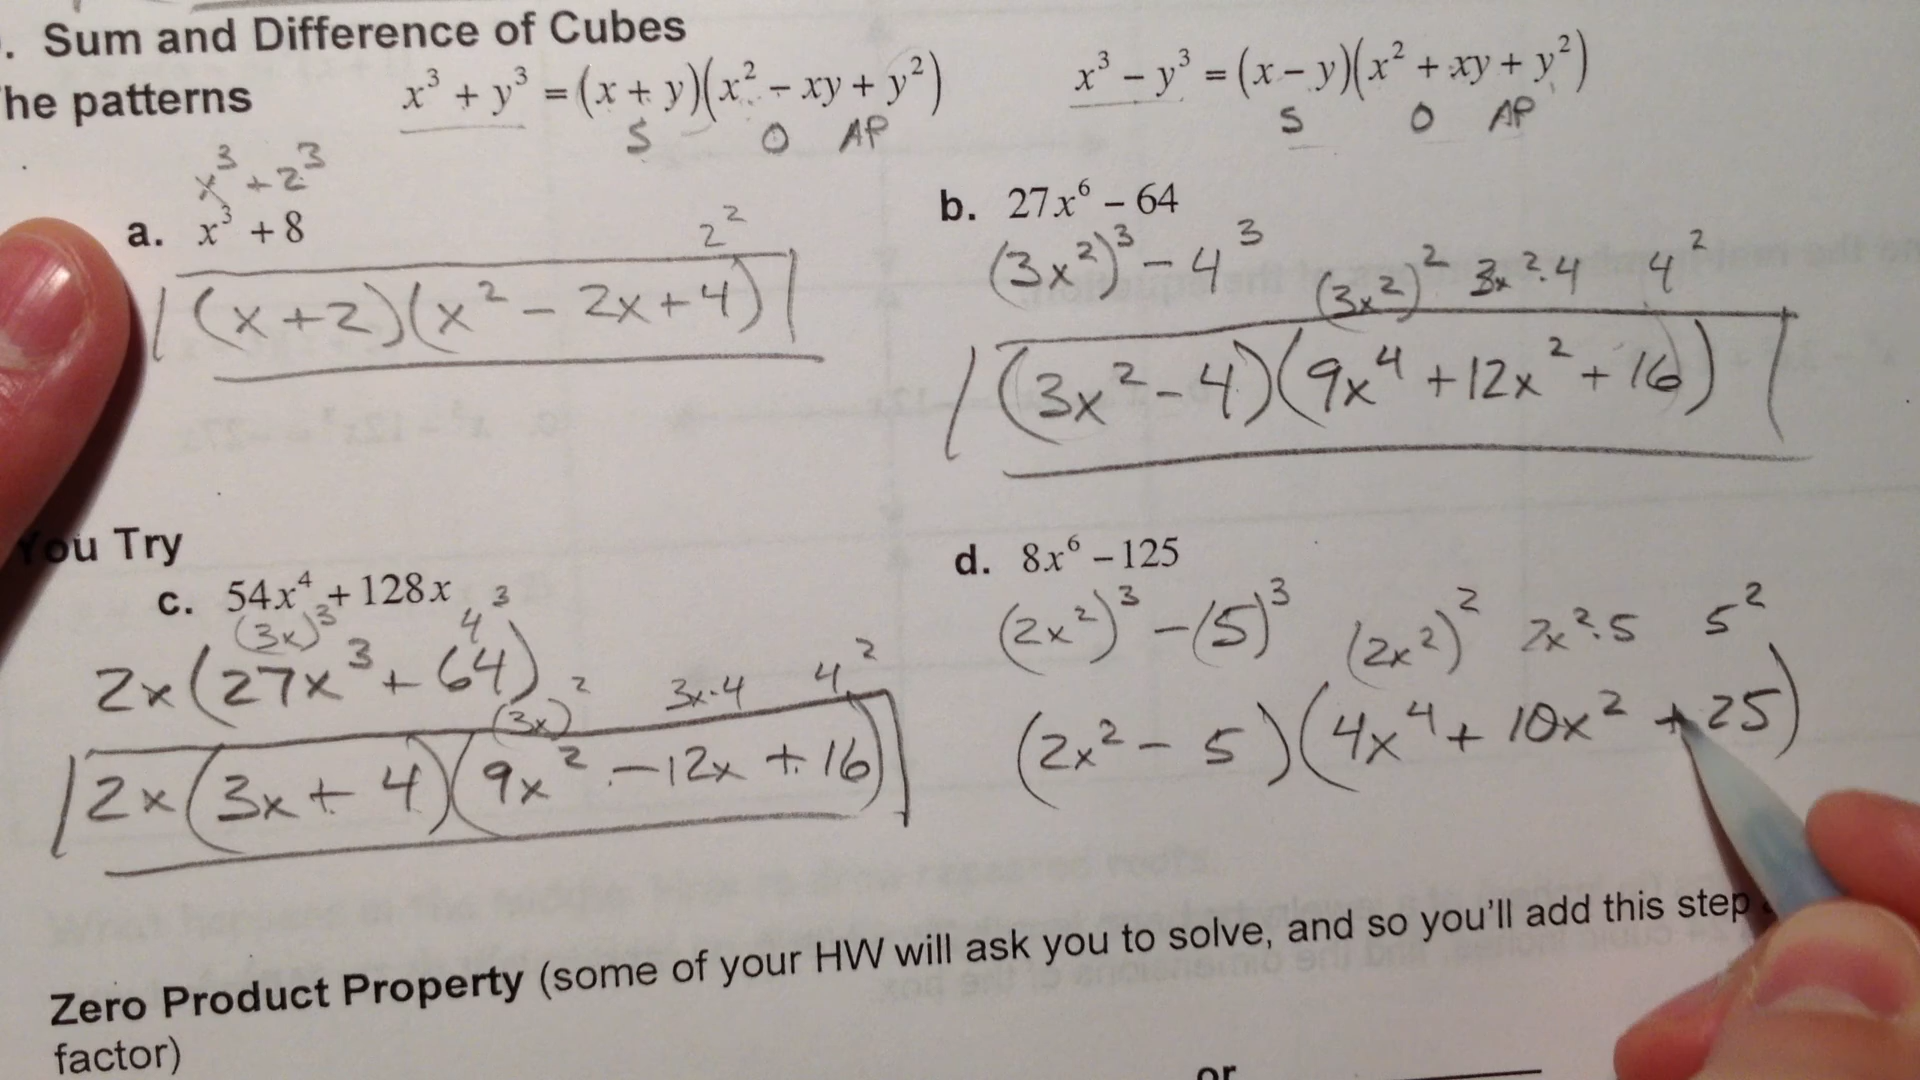 . Sum and Difference of Cubes
he patterns x³ + y³ = (x + y)(x² − xy + y²) x³ − y³ = (x − y)(x² + xy + y²)
S O AP S O AP
x³ + 2³
a. x³ + 8
2²
(x + 2)(x² − 2x + 4)
b. 27x⁶ − 64
(3x²)³ − 4³ (3x²)² 3x²·4 4²
(3x² − 4)(9x⁴ + 12x² + 16)
You Try
c. 54x⁴ + 128x
(3x)³ 4³
2x(27x³ + 64)
(3x)² 3x·4 4²
2x(3x + 4)(9x² − 12x + 16)
d. 8x⁶ − 125
(2x²)³ − (5)³ (2x²)² 2x²·5 5²
(2x² − 5)(4x⁴ + 10x² + 25)
Zero Product Property (some of your HW will ask you to solve, and so you'll add this step
factor)
or